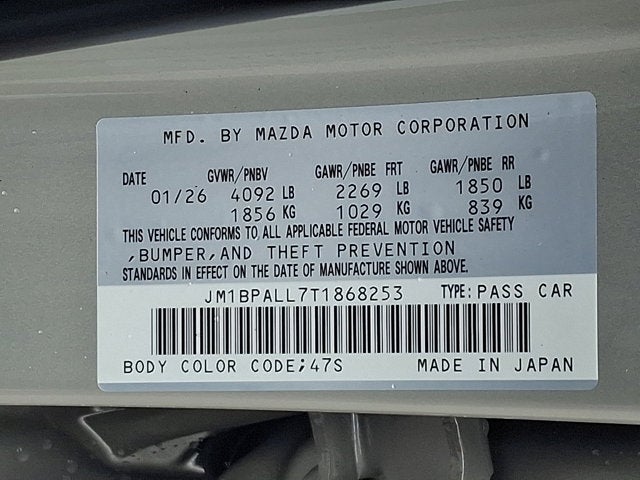 MFD. BY MAZDA MOTOR CORPORATION
DATE GVWR/PNBV GAWR/PNBE FRT GAWR/PNBE RR
01/26 4092 LB 2269 LB 1850 LB
1856 KG 1029 KG 839 KG
THIS VEHICLE CONFORMS TO ALL APPLICABLE FEDERAL MOTOR VEHICLE SAFETY
,BUMPER,AND THEFT PREVENTION
STANDARDS IN EFFECT ON THE DATE OF MANUFACTURE SHOWN ABOVE.
JM1BPALL7T1868253 TYPE: PASS CAR
BODY COLOR CODE;47S MADE IN JAPAN